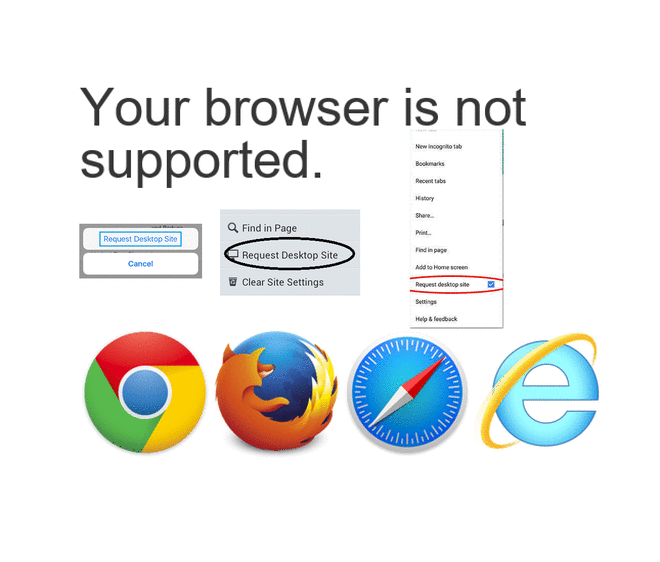 Your browser is not
supported.
Request Desktop Site
Cancel
Find in Page
Request Desktop Site
Clear Site Settings
New incognito tab
Bookmarks
Recent tabs
History
Share...
Print...
Find in page
Add to Home screen
Request desktop site
Settings
Help & feedback